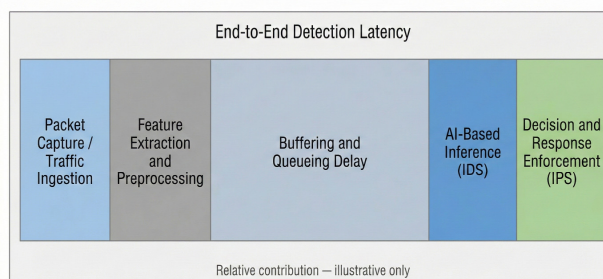 End-to-End Detection Latency
Packet
Capture /
Traffic
Ingestion
Feature
Extraction
and
Preprocessing
Buffering and
Queueing Delay
AI-Based
Inference
(IDS)
Decision and
Response
Enforcement
(IPS)
Relative contribution — illustrative only